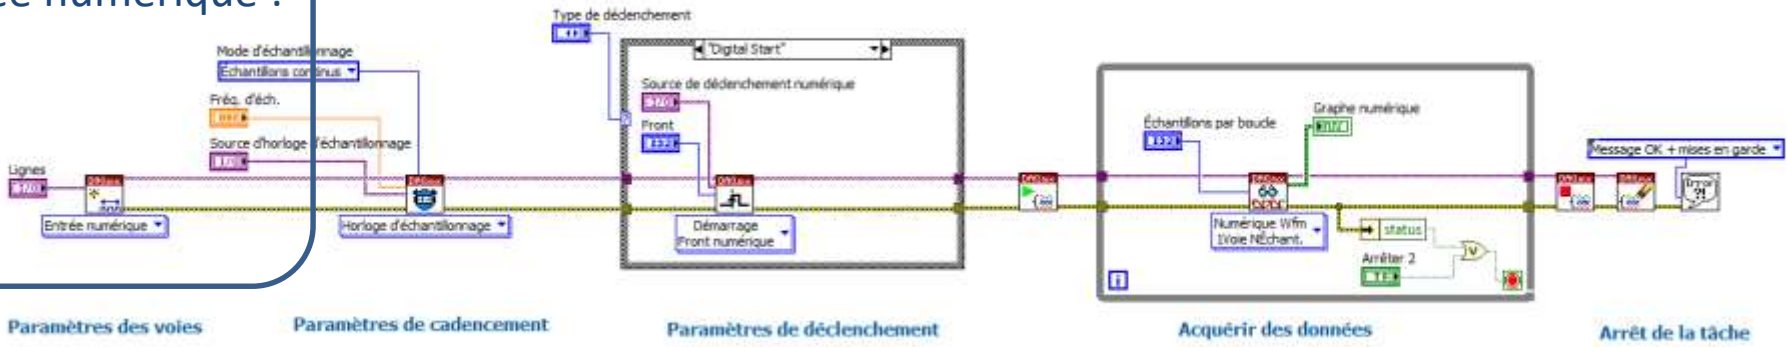 ée numérique :
Type de déclenchement
"Digital Start"
Mode d'échantillonnage
Échantillons continus
Fréq. d'éch.
Source d'horloge d'échantillonnage
Lignes
I/O
Entrée numérique
Horloge d'échantillonnage
Source de déclenchement numérique
I/O
Front
Démarrage
Front numérique
Échantillons par boucle
Graphe numérique
Numérique Wfm
1Voie NÉchant.
status
Arrêter 2
TF
i
Message OK + mises en garde
Error
?!
Paramètres des voies
Paramètres de cadencement
Paramètres de déclenchement
Acquérir des données
Arrêt de la tâche